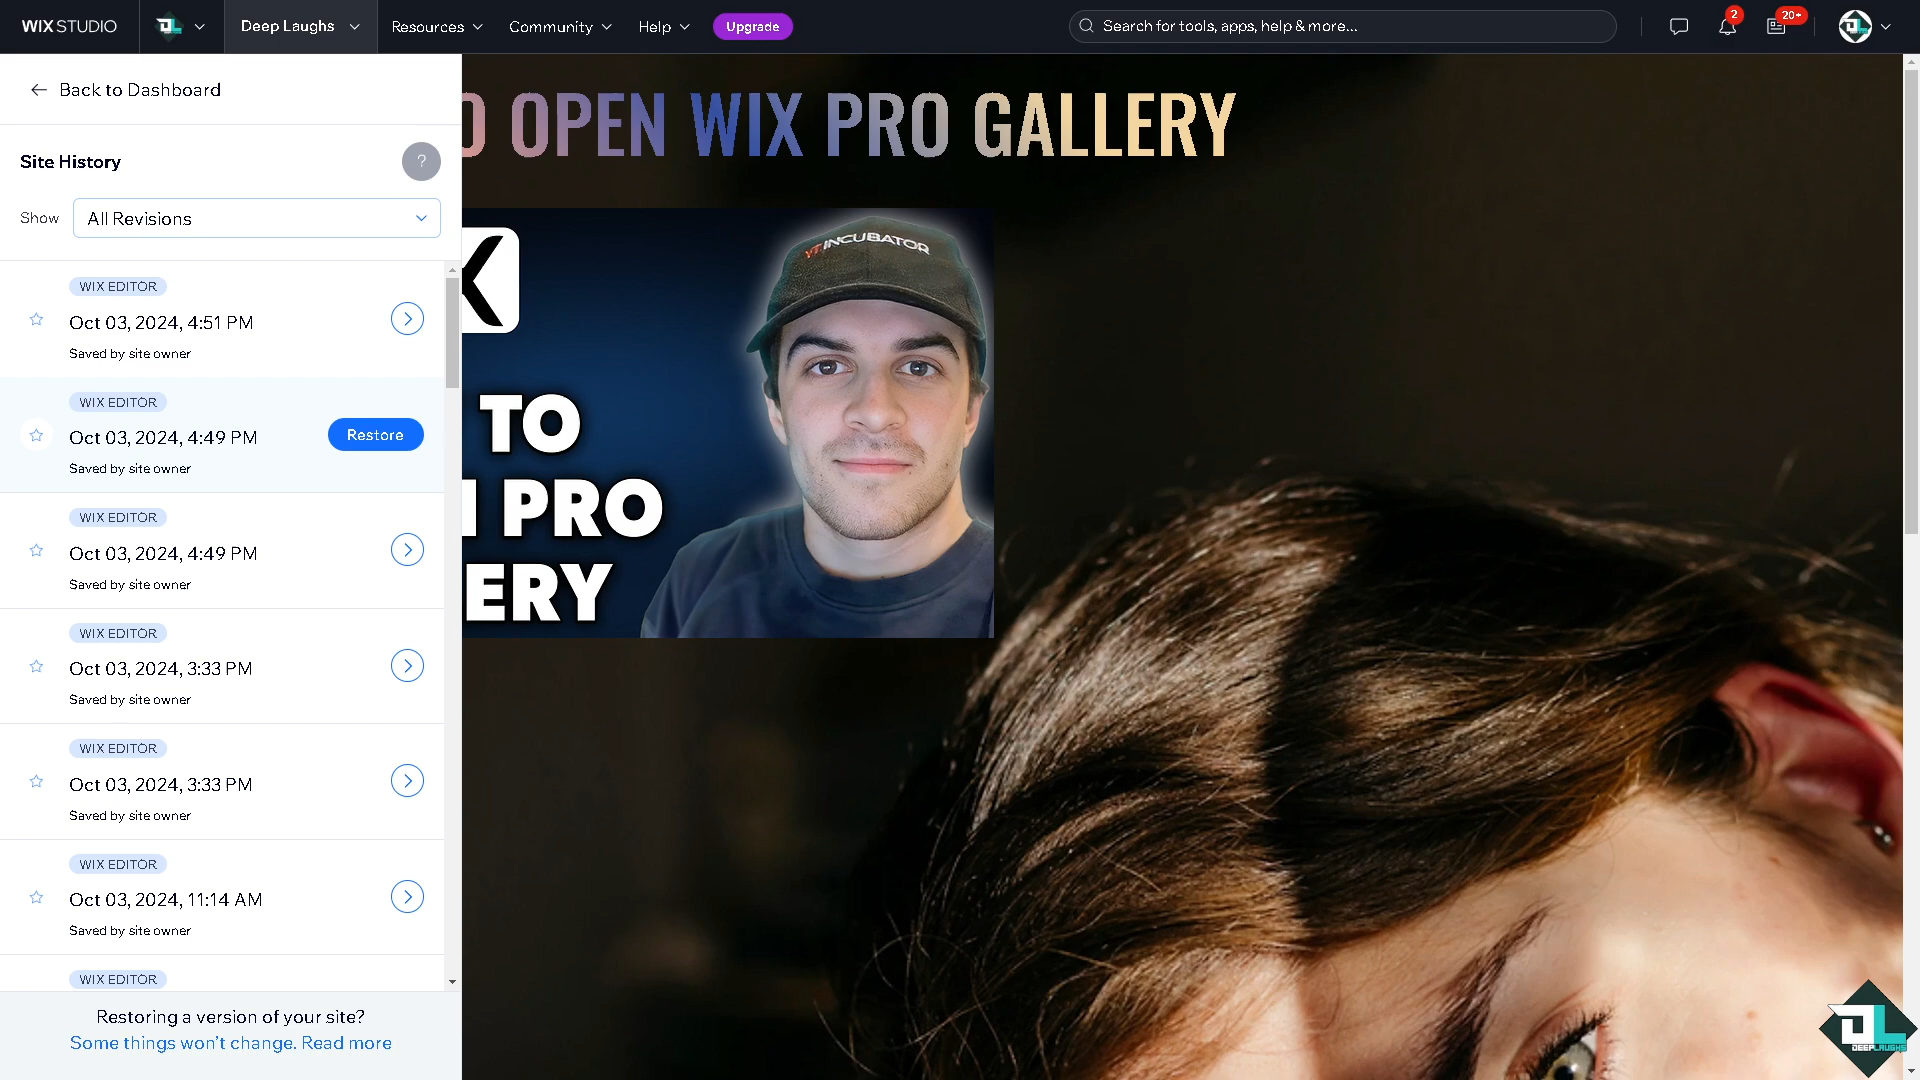 WIX STUDIO
DL
Deep Laughs
Resources
Community
Help
Upgrade
Search for tools, apps, help & more...
2
20+
Back to Dashboard
O OPEN WIX PRO GALLERY
Site History
?
Show
All Revisions
YTINCUBATOR
X
TO
PRO
ERY
WIX EDITOR
Oct 03, 2024, 4:51 PM
Saved by site owner
WIX EDITOR
Oct 03, 2024, 4:49 PM
Restore
Saved by site owner
WIX EDITOR
Oct 03, 2024, 4:49 PM
Saved by site owner
WIX EDITOR
Oct 03, 2024, 3:33 PM
Saved by site owner
WIX EDITOR
Oct 03, 2024, 3:33 PM
Saved by site owner
WIX EDITOR
Oct 03, 2024, 11:14 AM
Saved by site owner
WIX EDITOR
Restoring a version of your site?
Some things won't change. Read more
DL
DEEPLAUGHS